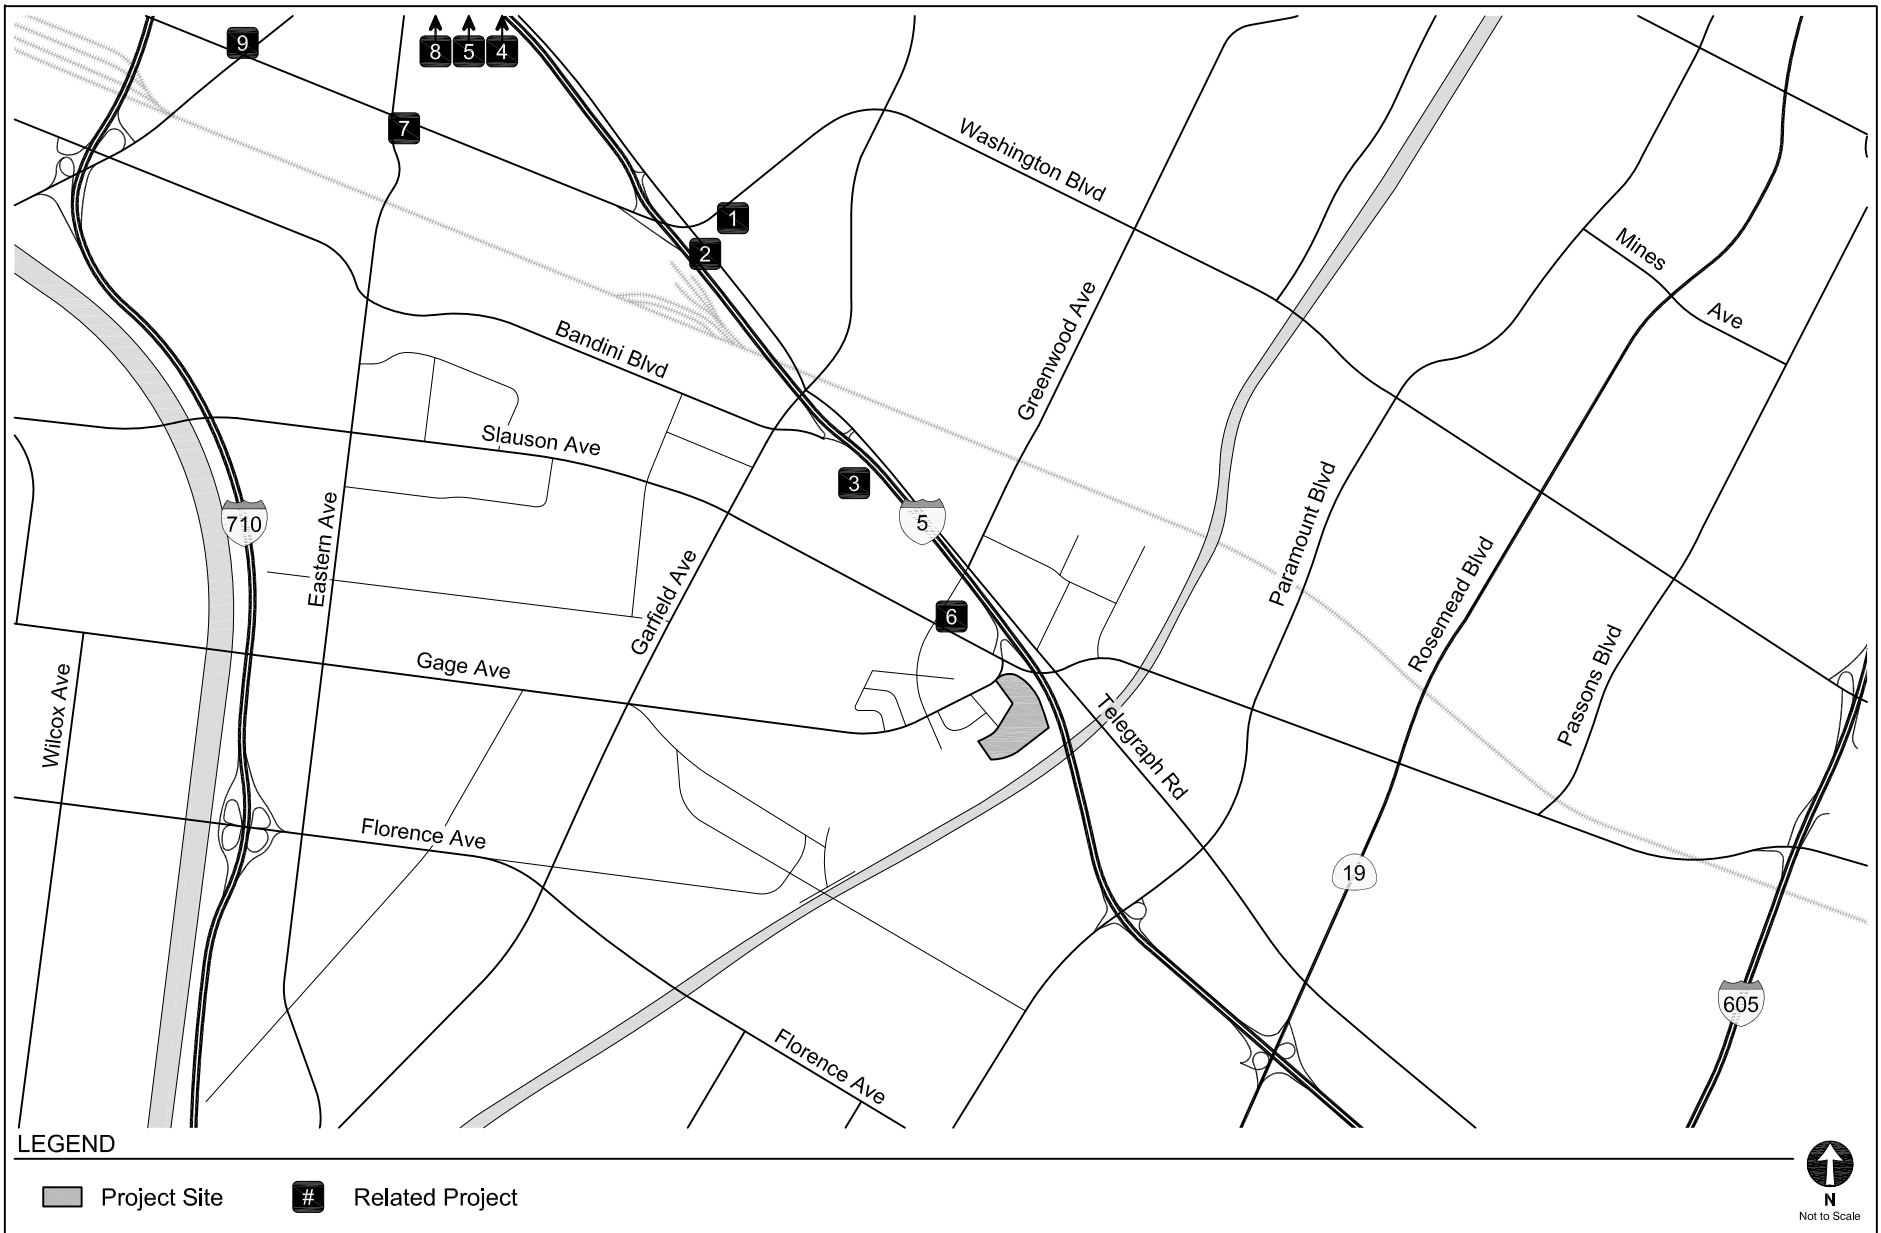 9
8
5
4
7
1
2
Washington Blvd
Mines
Ave
Greenwood Ave
Bandini Blvd
Slauson Ave
3
710
5
Eastern Ave
Garfield Ave
Paramount Blvd
Rosemead Blvd
6
Passons Blvd
Gage Ave
Wilcox Ave
Telegraph Rd
Florence Ave
19
605
Florence Ave
LEGEND
Project Site
# Related Project
N
Not to Scale